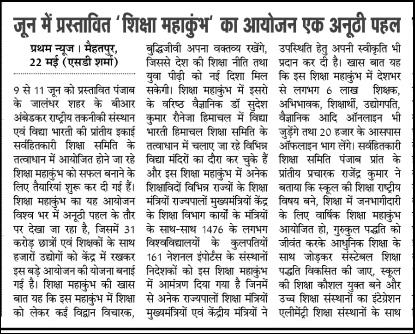 जून में प्रस्तावित ‘शिक्षा महाकुंभ’ का आयोजन एक अनूठी पहल
प्रथम न्यूज । मैहतपुर,
22 मई (एसडी शर्मा)
9 से 11 जून को प्रस्तावित पंजाब
के जालंधर शहर के बीआर
अंबेडकर राष्ट्रीय तकनीकी संस्थान
एवं विद्या भारती की प्रांतीय इकाई
सर्वहितकारी शिक्षा समिति के
तत्वाधान में आयोजित होने जा रहे
शिक्षा महाकुंभ को सफल बनाने के
लिए तैयारियां शुरू कर दी गई हैं।
शिक्षा महाकुंभ का यह आयोजन
विश्व भर में अनूठी पहल के तौर
पर देखा जा रहा है, जिसमें 31
करोड़ छात्रों एवं शिक्षकों के साथ
हजारों उद्योगों को केंद्र में रखकर
इस बड़े आयोजन की योजना बनाई
गई है। शिक्षा महाकुंभ की खास
बात यह कि इस महाकुंभ में शिक्षा
को लेकर कई विद्वान विचारक,
बुद्धिजीवी अपना वक्तव्य रखेंगे,
जिससे देश की शिक्षा नीति तथा
युवा पीढ़ी को नई दिशा मिल
सकेगी। शिक्षा महाकुंभ में इसरो
के वरिष्ठ वैज्ञानिक डॉ सुदेश
कुमार रौनेजा हिमाचल में विद्या
भारती हिमाचल शिक्षा समिति के
तत्वाधान में चलाए जा रहे विभिन्न
विद्या मंदिरों का दौरा कर चुके हैं
और इस शिक्षा महाकुंभ में अनेक
शिक्षाविदों विभिन्न राज्यों के शिक्षा
मंत्रियों राज्यपालों मुख्यमंत्रियों केंद्र
के शिक्षा विभाग कार्यो के मंत्रियों
के साथ-साथ 1476 के लगभग
विश्वविद्यालयों के कुलपतियों
161 नेशनल इंपोर्टेंस के संस्थानों
निदेशकों को इस शिक्षा महाकुंभ
में आमंत्रण दिया गया है जिनमें
से अनेक राज्यपालों शिक्षा मंत्रियों
मुख्यमंत्रियों एवं केंद्रीय मंत्रियों ने
उपस्थिति हेतु अपनी स्वीकृति भी
प्रदान कर दी है। खास बात यह
कि इस शिक्षा महाकुंभ में देशभर
से लगभग 6 लाख शिक्षक,
अभिभावक, शिक्षार्थी, उद्योगपति,
वैज्ञानिक आदि ऑनलाइन भी
जुड़ेंगे तथा 20 हजार के आसपास
ऑफलाइन भाग लेंगे। सर्वहितकारी
शिक्षा समिति पंजाब प्रांत के
प्रांतीय प्रचारक राजेंद्र कुमार ने
बताया कि स्कूल की शिक्षा राष्ट्रीय
विषय बने, शिक्षा में जनभागीदारी
के लिए वार्षिक शिक्षा महाकुंभ
आयोजित हो, गुरुकुल पद्धति को
जीवंत करके आधुनिक शिक्षा के
साथ जोड़कर संस्टेबल शिक्षा
पद्धति विकसित की जाए, स्कूल
की शिक्षा कौशल युक्त बने और
उच्च शिक्षा संस्थानों का इंटेग्रेशन
एलीमेंट्री शिक्षा संस्थानों के साथ